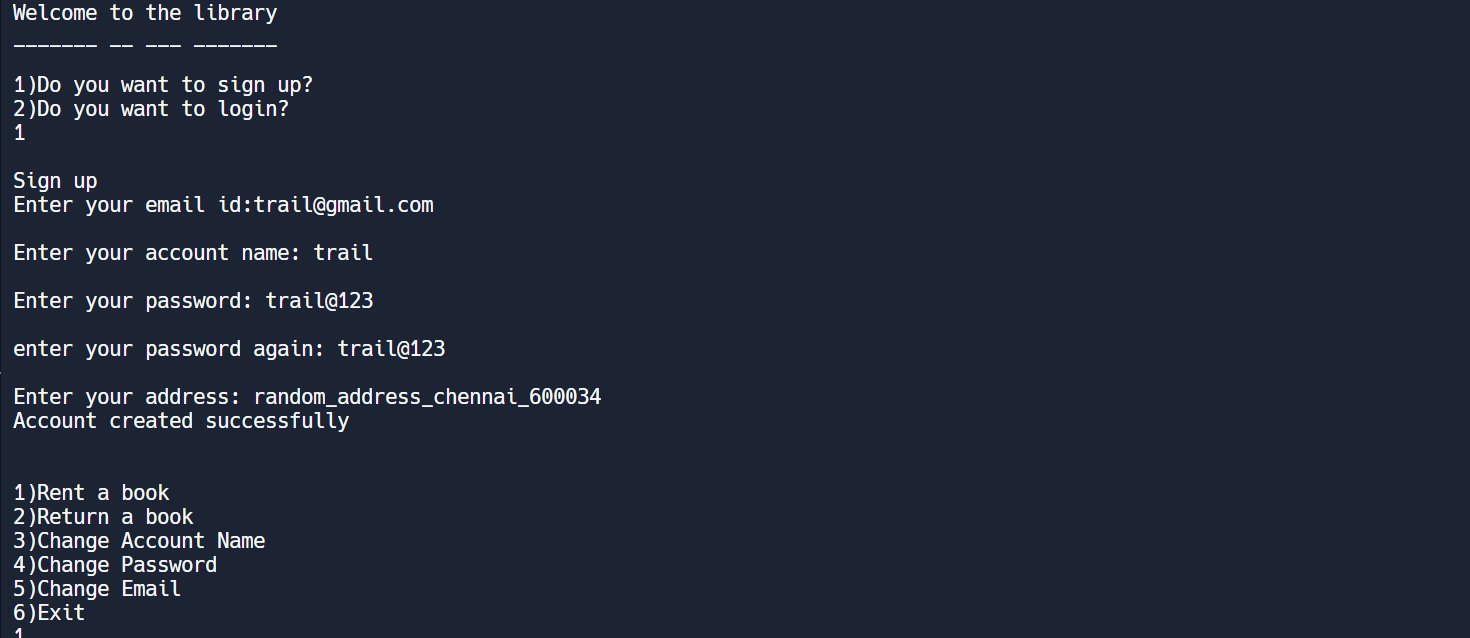 Welcome to the library
------- -- --- -------
1)Do you want to sign up?
2)Do you want to login?
1
Sign up
Enter your email id:trail@gmail.com
Enter your account name: trail
Enter your password: trail@123
enter your password again: trail@123
Enter your address: random_address_chennai_600034
Account created successfully
1)Rent a book
2)Return a book
3)Change Account Name
4)Change Password
5)Change Email
6)Exit
1